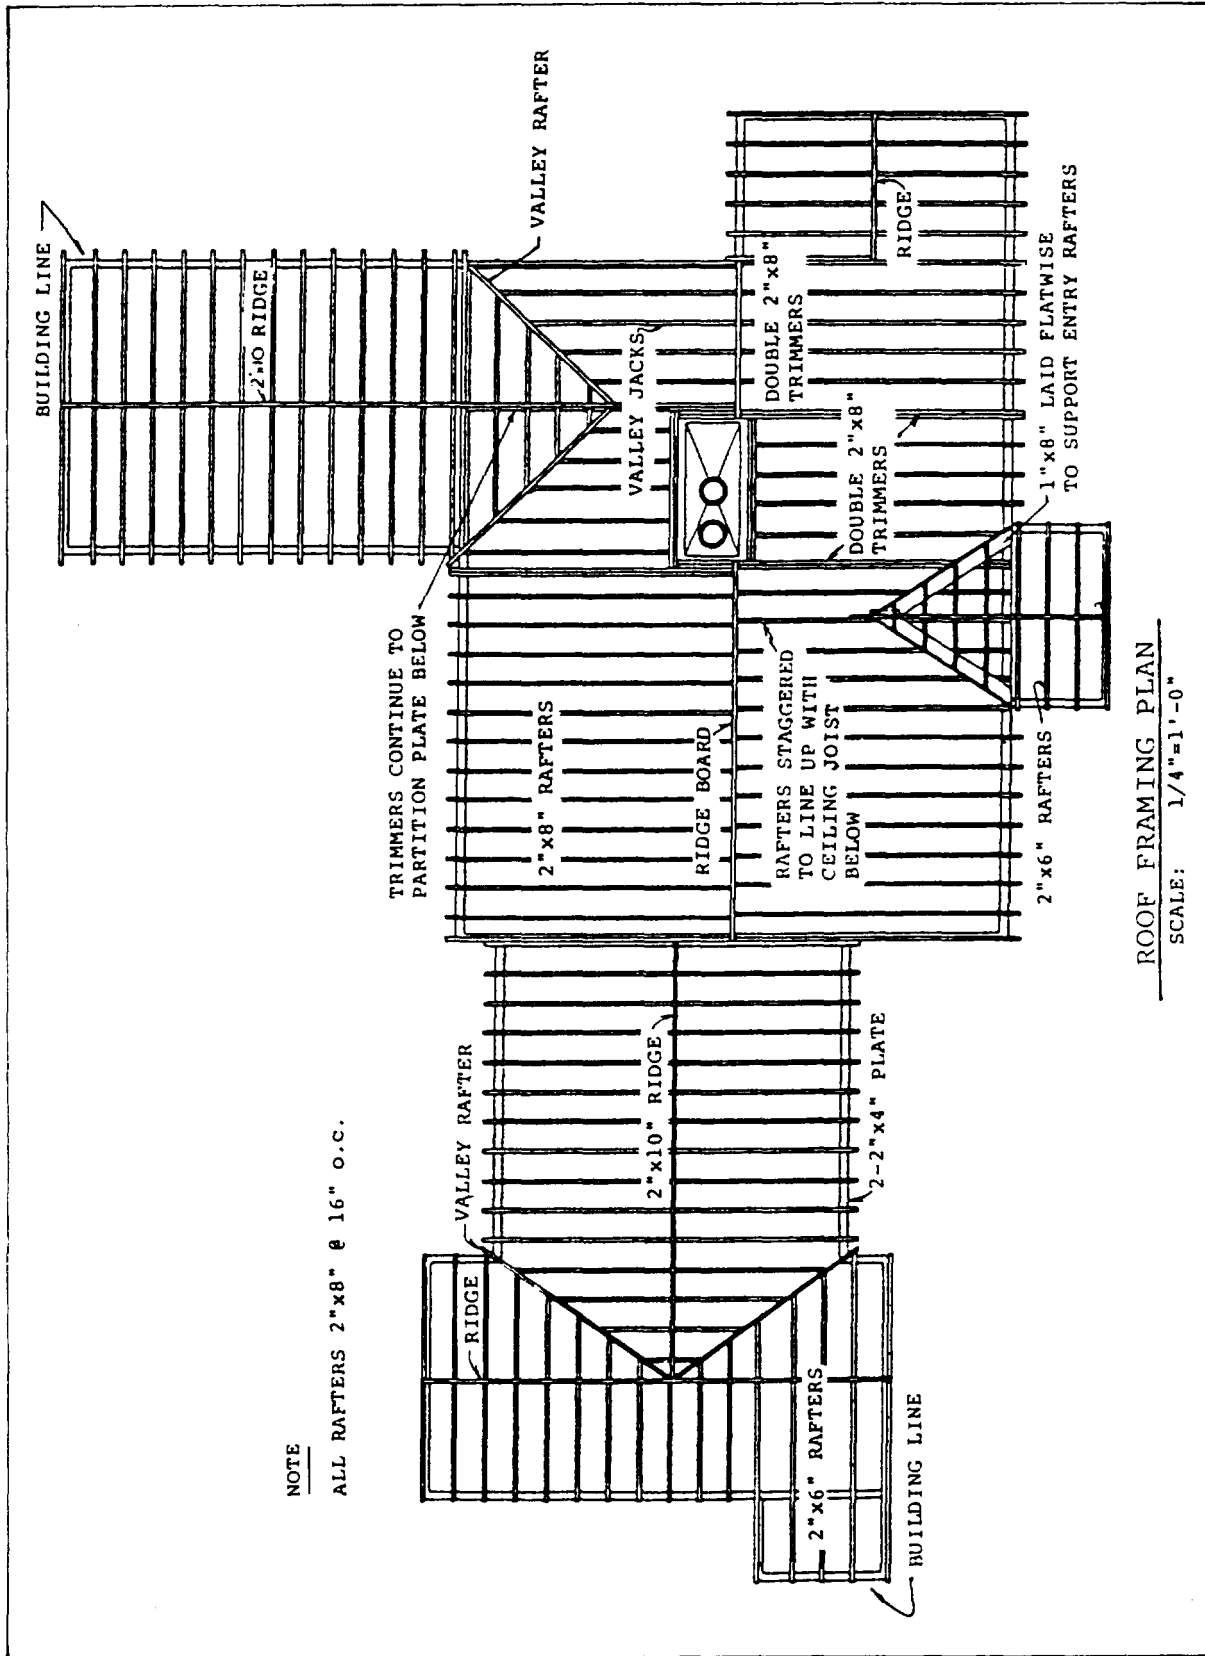 BUILDING LINE
2"x10 RIDGE
VALLEY RAFTER
TRIMMERS CONTINUE TO
PARTITION PLATE BELOW
VALLEY JACKS
DOUBLE 2"x8"
TRIMMERS
RIDGE
2"x8" RAFTERS
RIDGE BOARD
DOUBLE 2"x8"
TRIMMERS
1"x8" LAID FLATWISE
TO SUPPORT ENTRY RAFTERS
RAFTERS STAGGERED
TO LINE UP WITH
CEILING JOIST
BELOW
2"x6" RAFTERS
NOTE
ALL RAFTERS 2"x8" @ 16" o.c.
VALLEY RAFTER
RIDGE
2"x10" RIDGE
2-2"x4" PLATE
2"x6" RAFTERS
BUILDING LINE
ROOF FRAMING PLAN
SCALE: 1/4"=1'-0"